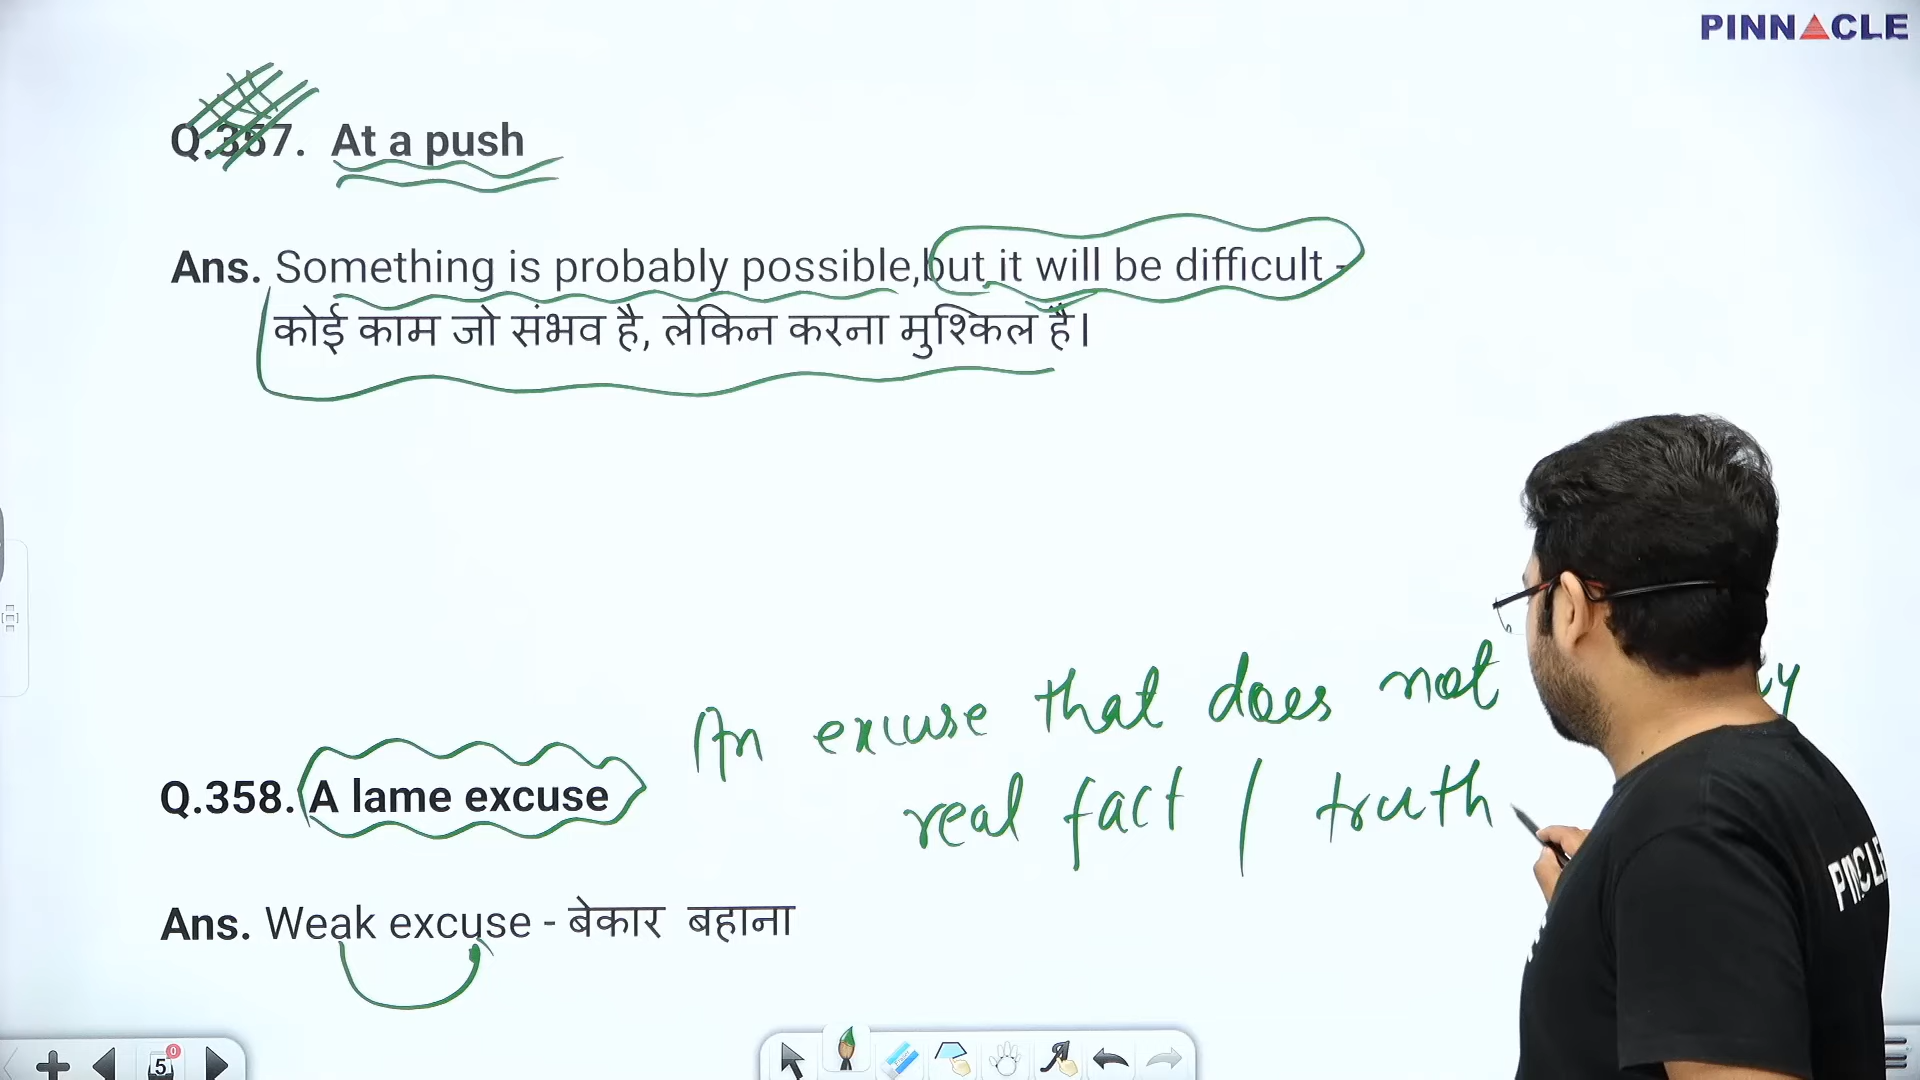 PINNACLE
Q.357. At a push
Ans. Something is probably possible,but it will be difficult -
कोई काम जो संभव है, लेकिन करना मुश्किल है।
An excuse that does not
real fact / truth
Q.358. A lame excuse
Ans. Weak excuse - बेकार बहाना
5
0